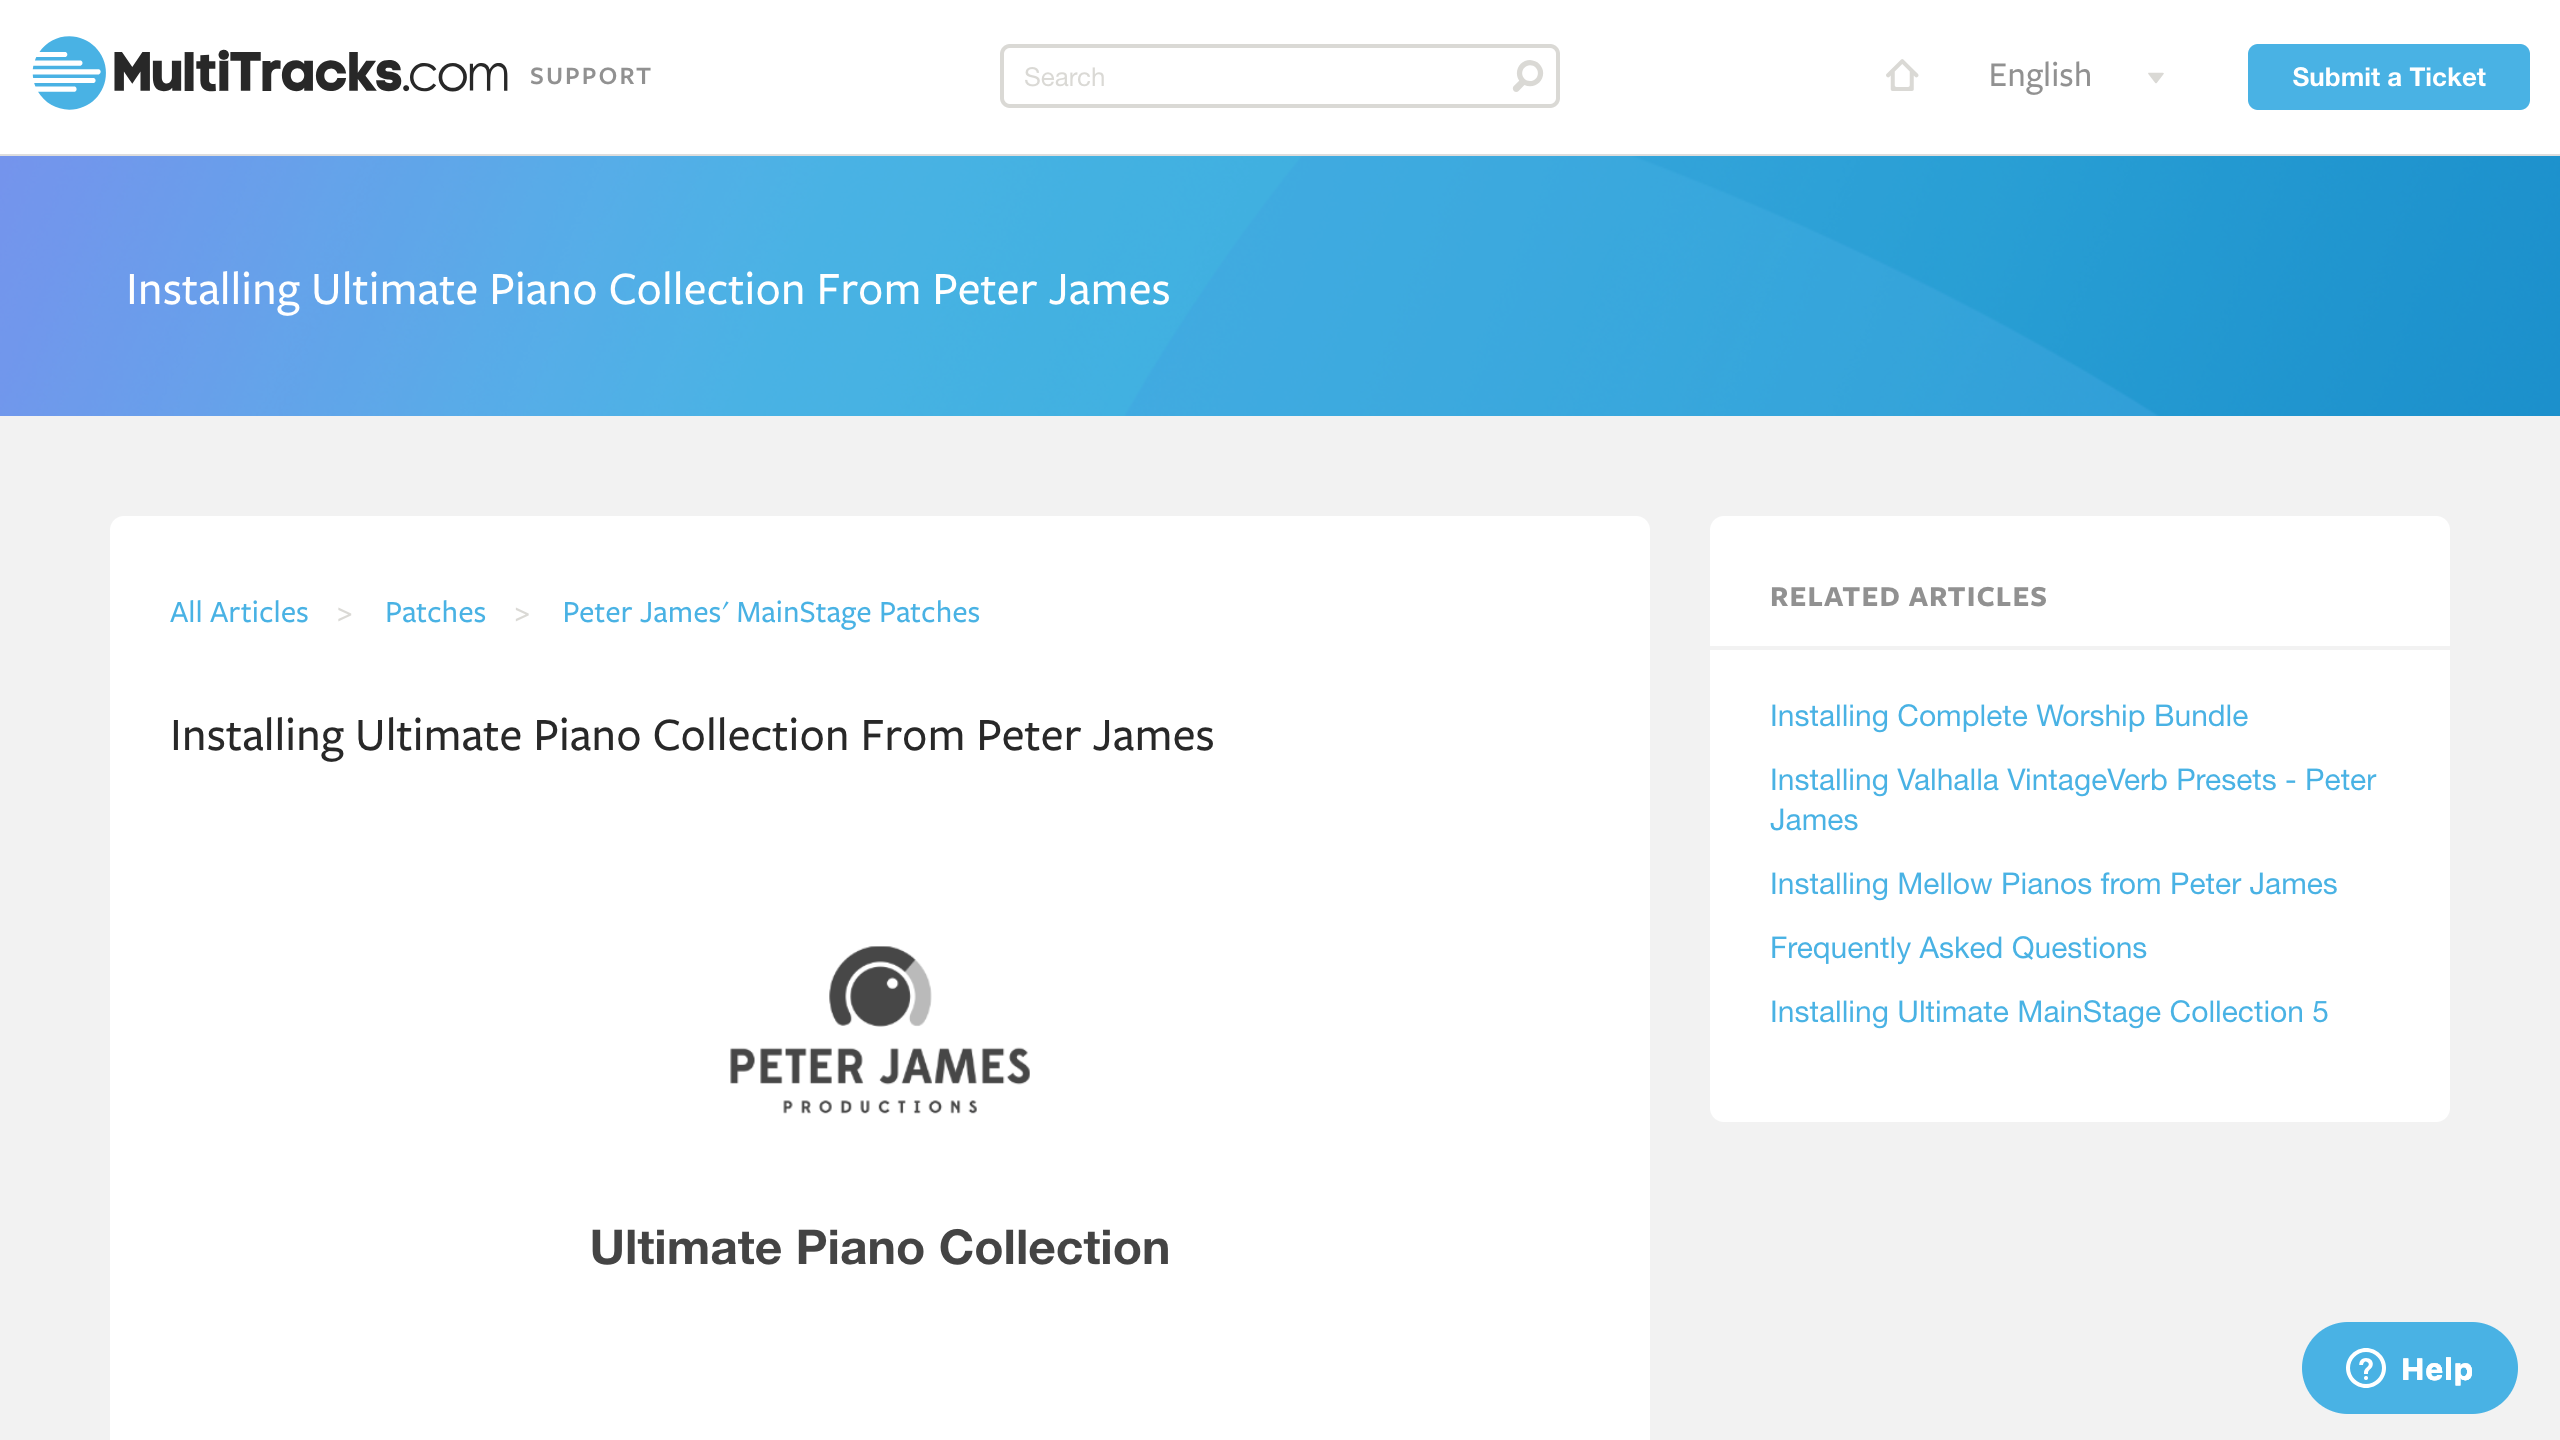 MultiTracks.com SUPPORT
Search
English
Submit a Ticket
Installing Ultimate Piano Collection From Peter James
All Articles > Patches > Peter James' MainStage Patches
Installing Ultimate Piano Collection From Peter James
PETER JAMES
PRODUCTIONS
Ultimate Piano Collection
RELATED ARTICLES
Installing Complete Worship Bundle
Installing Valhalla VintageVerb Presets - Peter
James
Installing Mellow Pianos from Peter James
Frequently Asked Questions
Installing Ultimate MainStage Collection 5
? Help